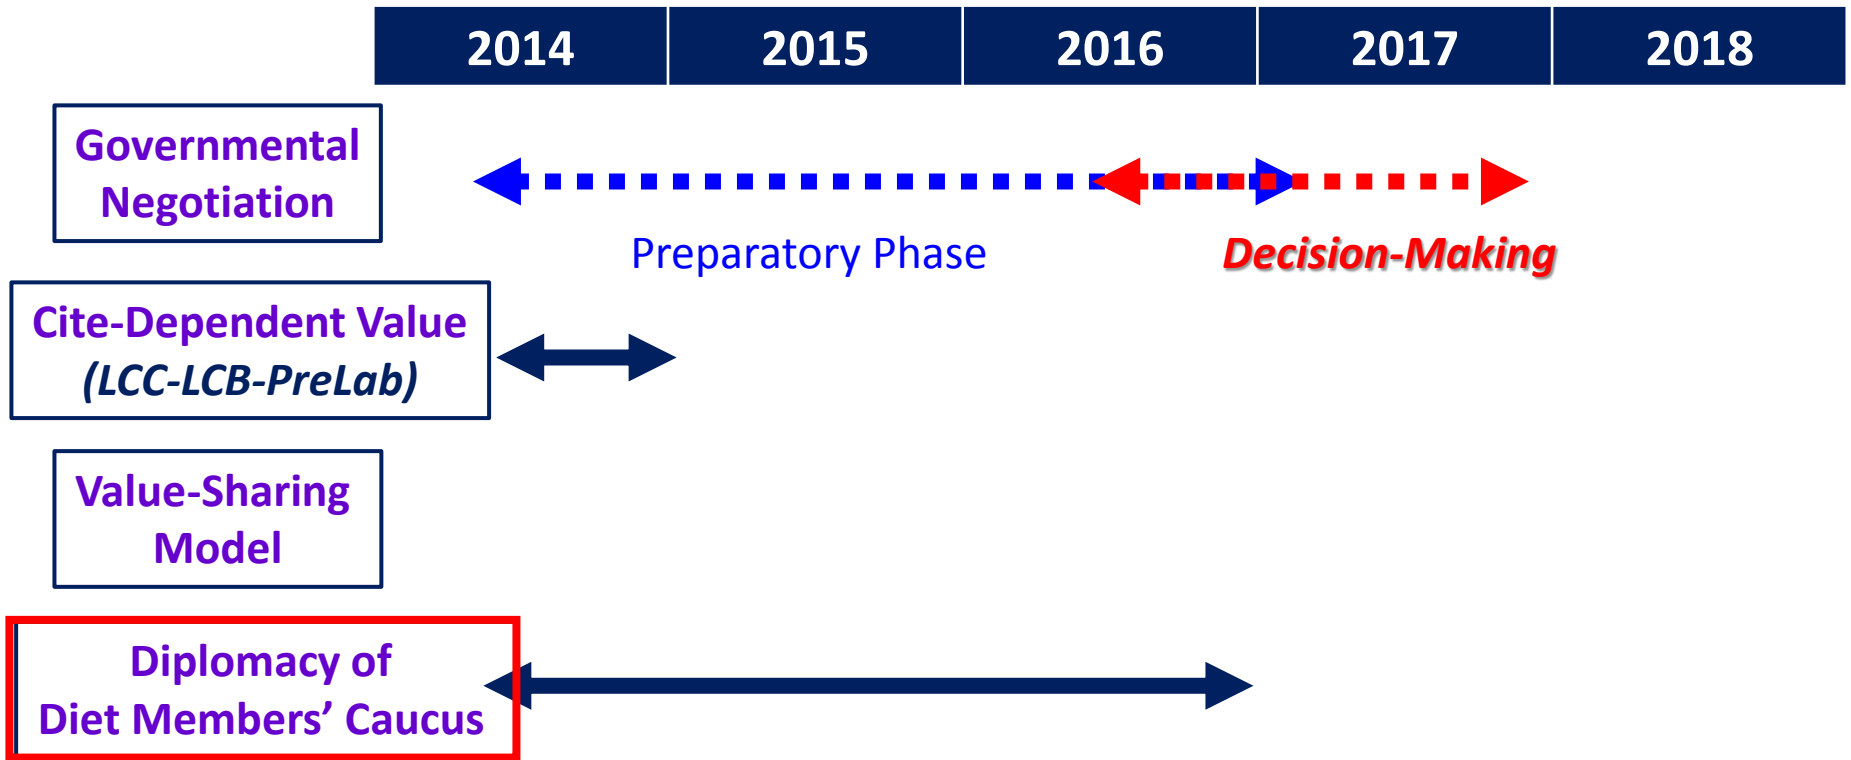 2014 2015 2016 2017 2018
Governmental
Negotiation
Preparatory Phase
Decision-Making
Cite-Dependent Value
(LCC-LCB-PreLab)
Value-Sharing
Model
Diplomacy of
Diet Members’ Caucus